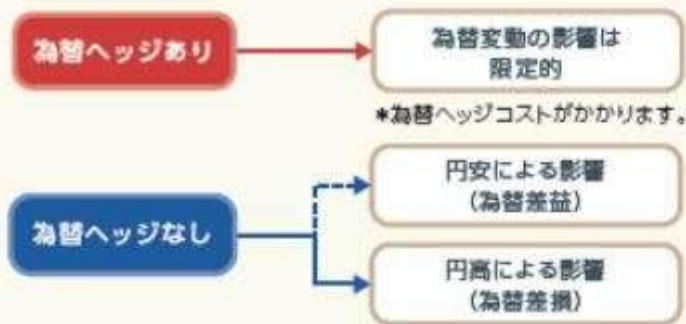 為替ヘッジあり
為替変動の影響は
限定的
*為替ヘッジコストがかかります。
為替ヘッジなし
円安による影響
(為替差益)
円高による影響
(為替差損)